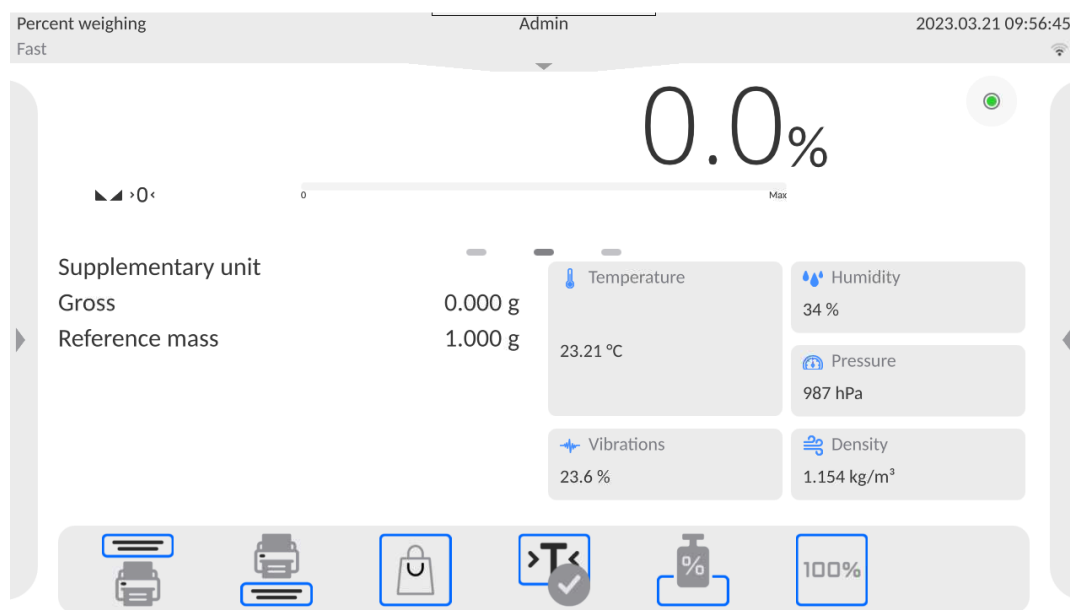 Percent weighing Admin 2023.03.21 09:56:45
Fast
0.0%
>0<
0 Max
Supplementary unit
Gross 0.000 g
Reference mass 1.000 g
Temperature
23.21 °C
Humidity
34 %
Pressure
987 hPa
Vibrations
23.6 %
Density
1.154 kg/m³
>T<
%
100%